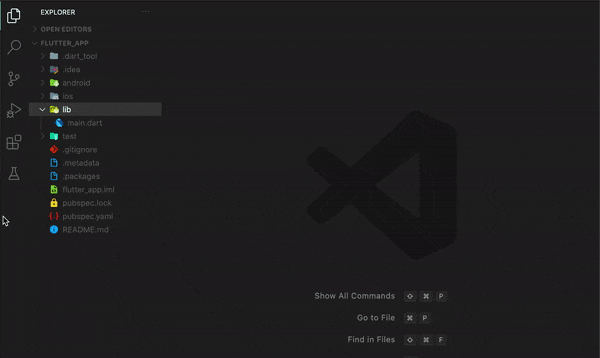 EXPLORER
OPEN EDITORS
FLUTTER_APP
.dart_tool
.idea
android
ios
lib
main.dart
test
.gitignore
.metadata
.packages
flutter_app.iml
pubspec.lock
pubspec.yaml
README.md
Show All Commands ⇧ ⌘ P
Go to File ⌘ P
Find in Files ⇧ ⌘ F